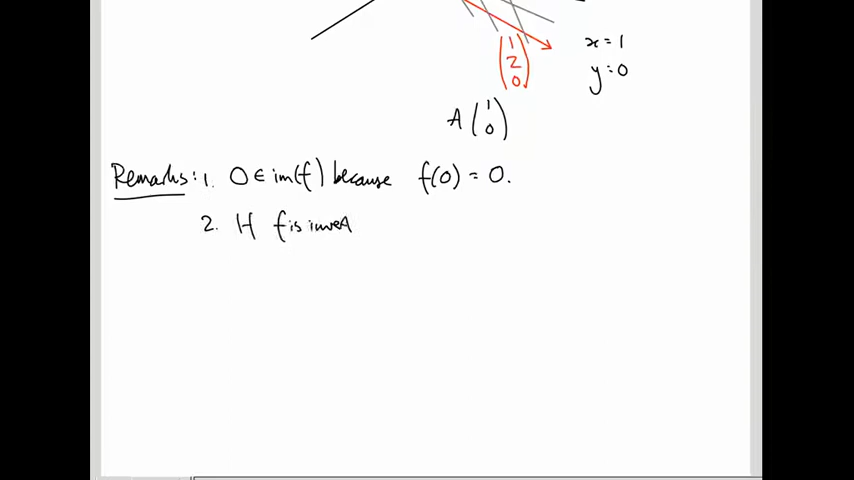 (1
2
0)
x = 1
y = 0
A (1
0)
Remarks: 1. 0 ∈ im(f) because f(0) = 0.
2. If f is invert